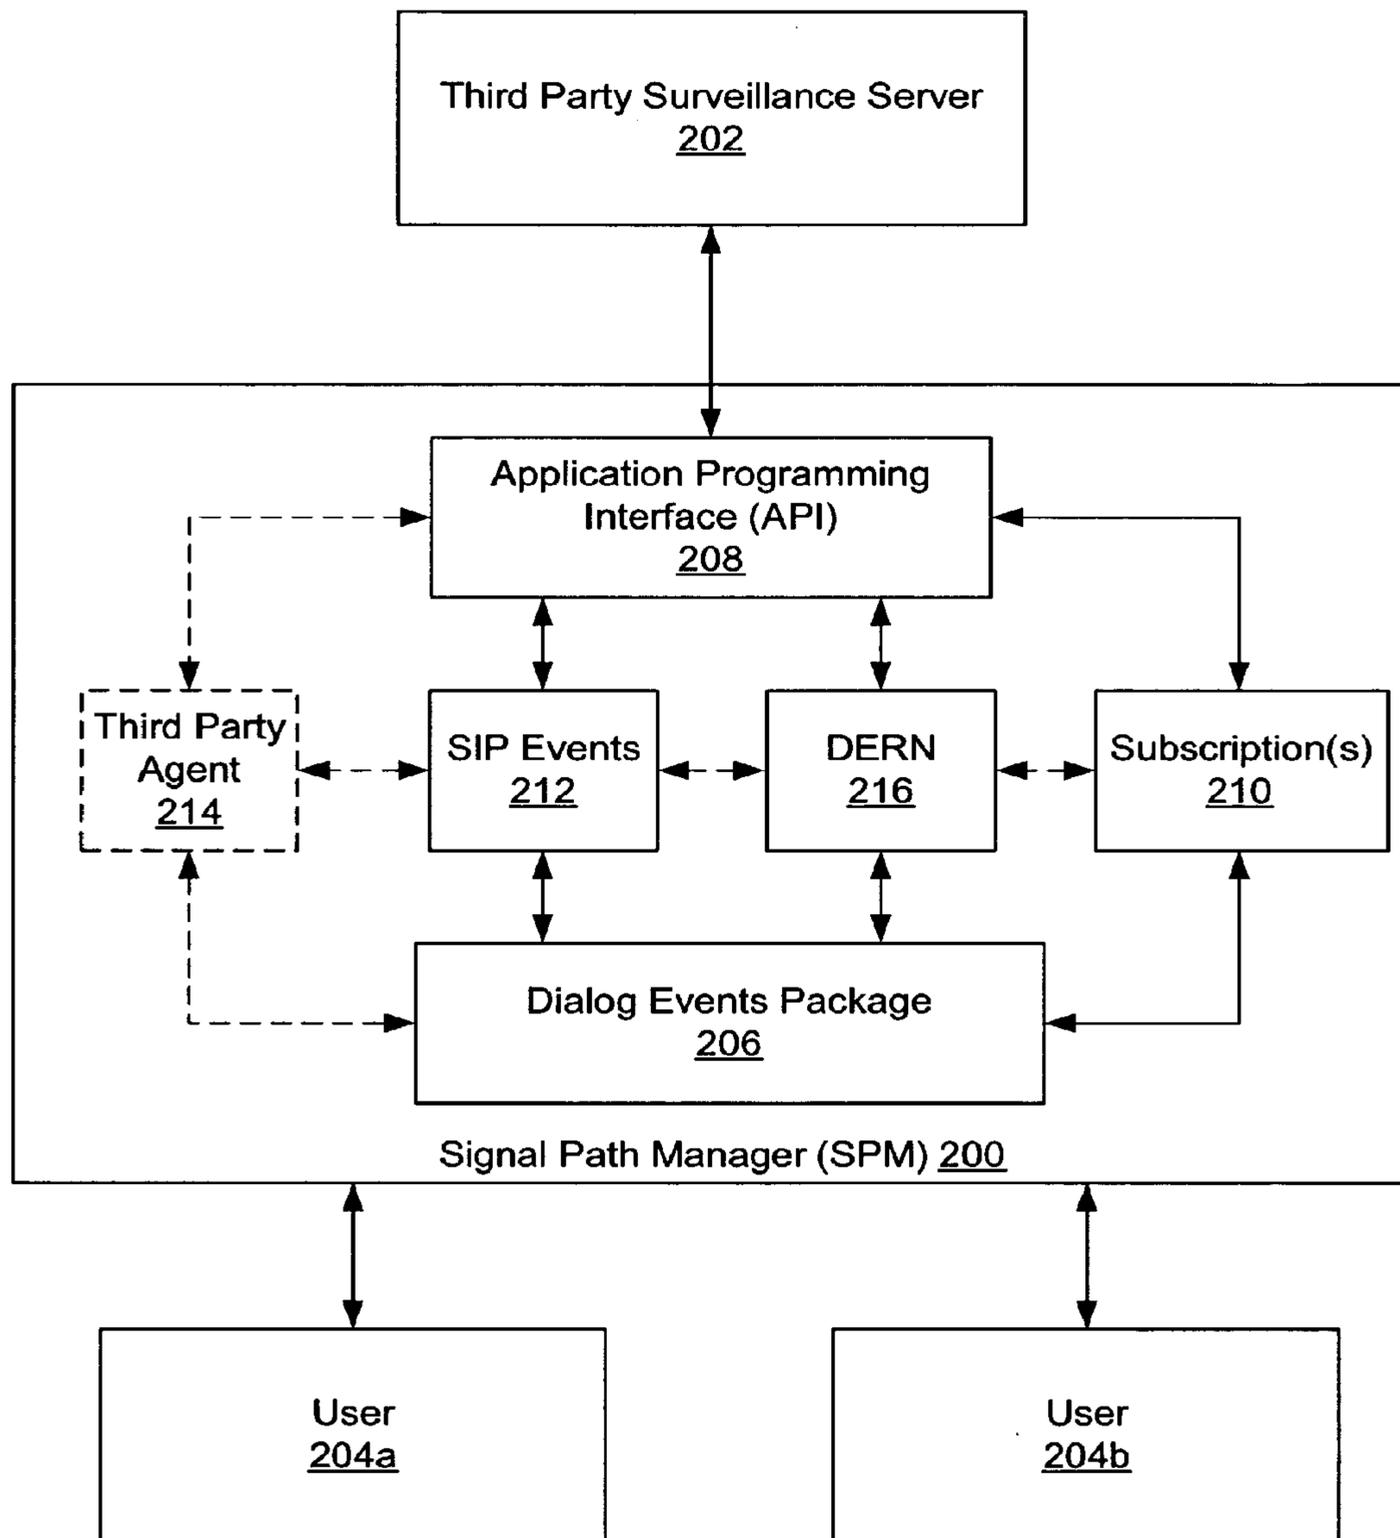 Third Party Surveillance Server
202
Application Programming
Interface (API)
208
Third Party
Agent
214
SIP Events
212
DERN
216
Subscription(s)
210
Dialog Events Package
206
Signal Path Manager (SPM) 200
User
204a
User
204b